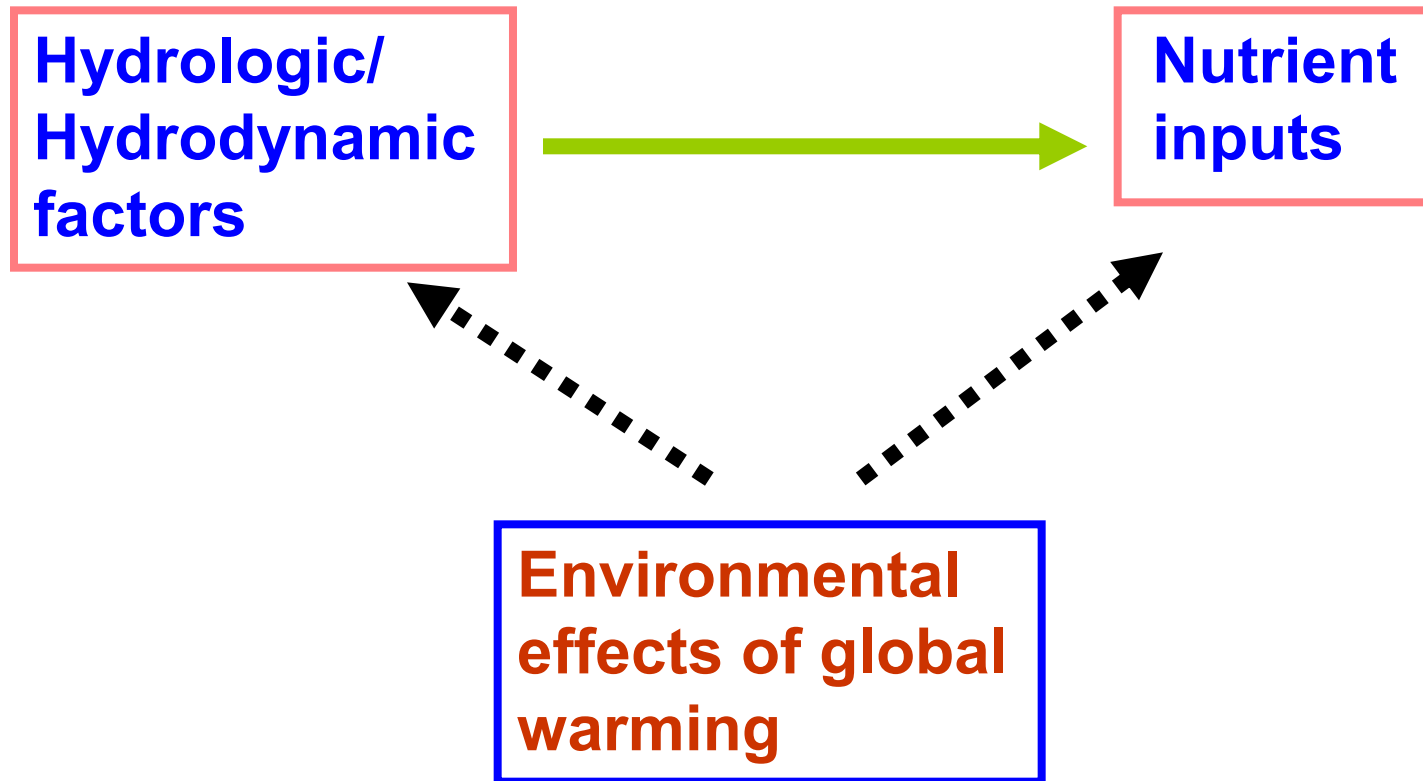 Hydrologic/
Hydrodynamic
factors
Nutrient
inputs
Environmental
effects of global
warming